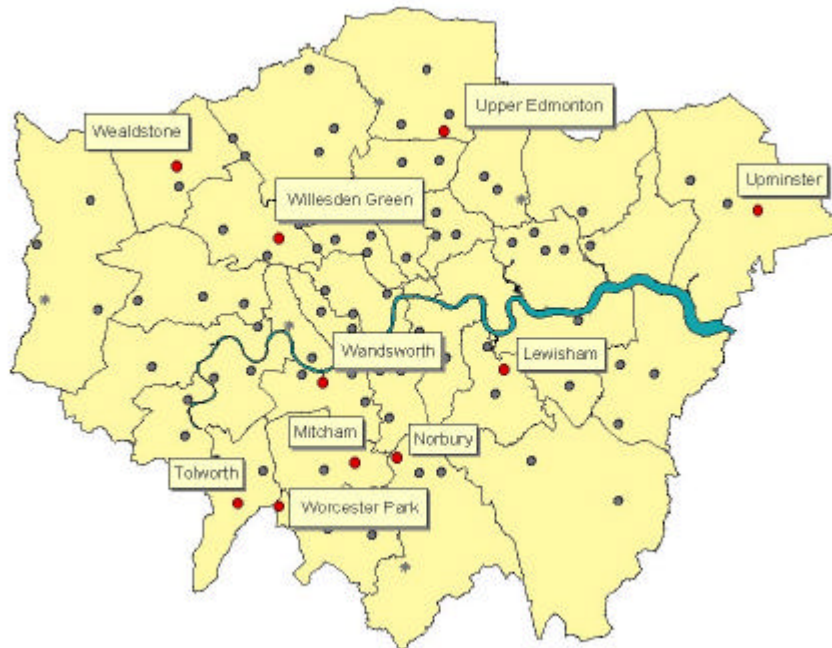 Upper Edmonton
Wealdstone
Upminster
Willesden Green
Wandsworth
Lewisham
Mitcham
Norbury
Tolworth
Worcester Park